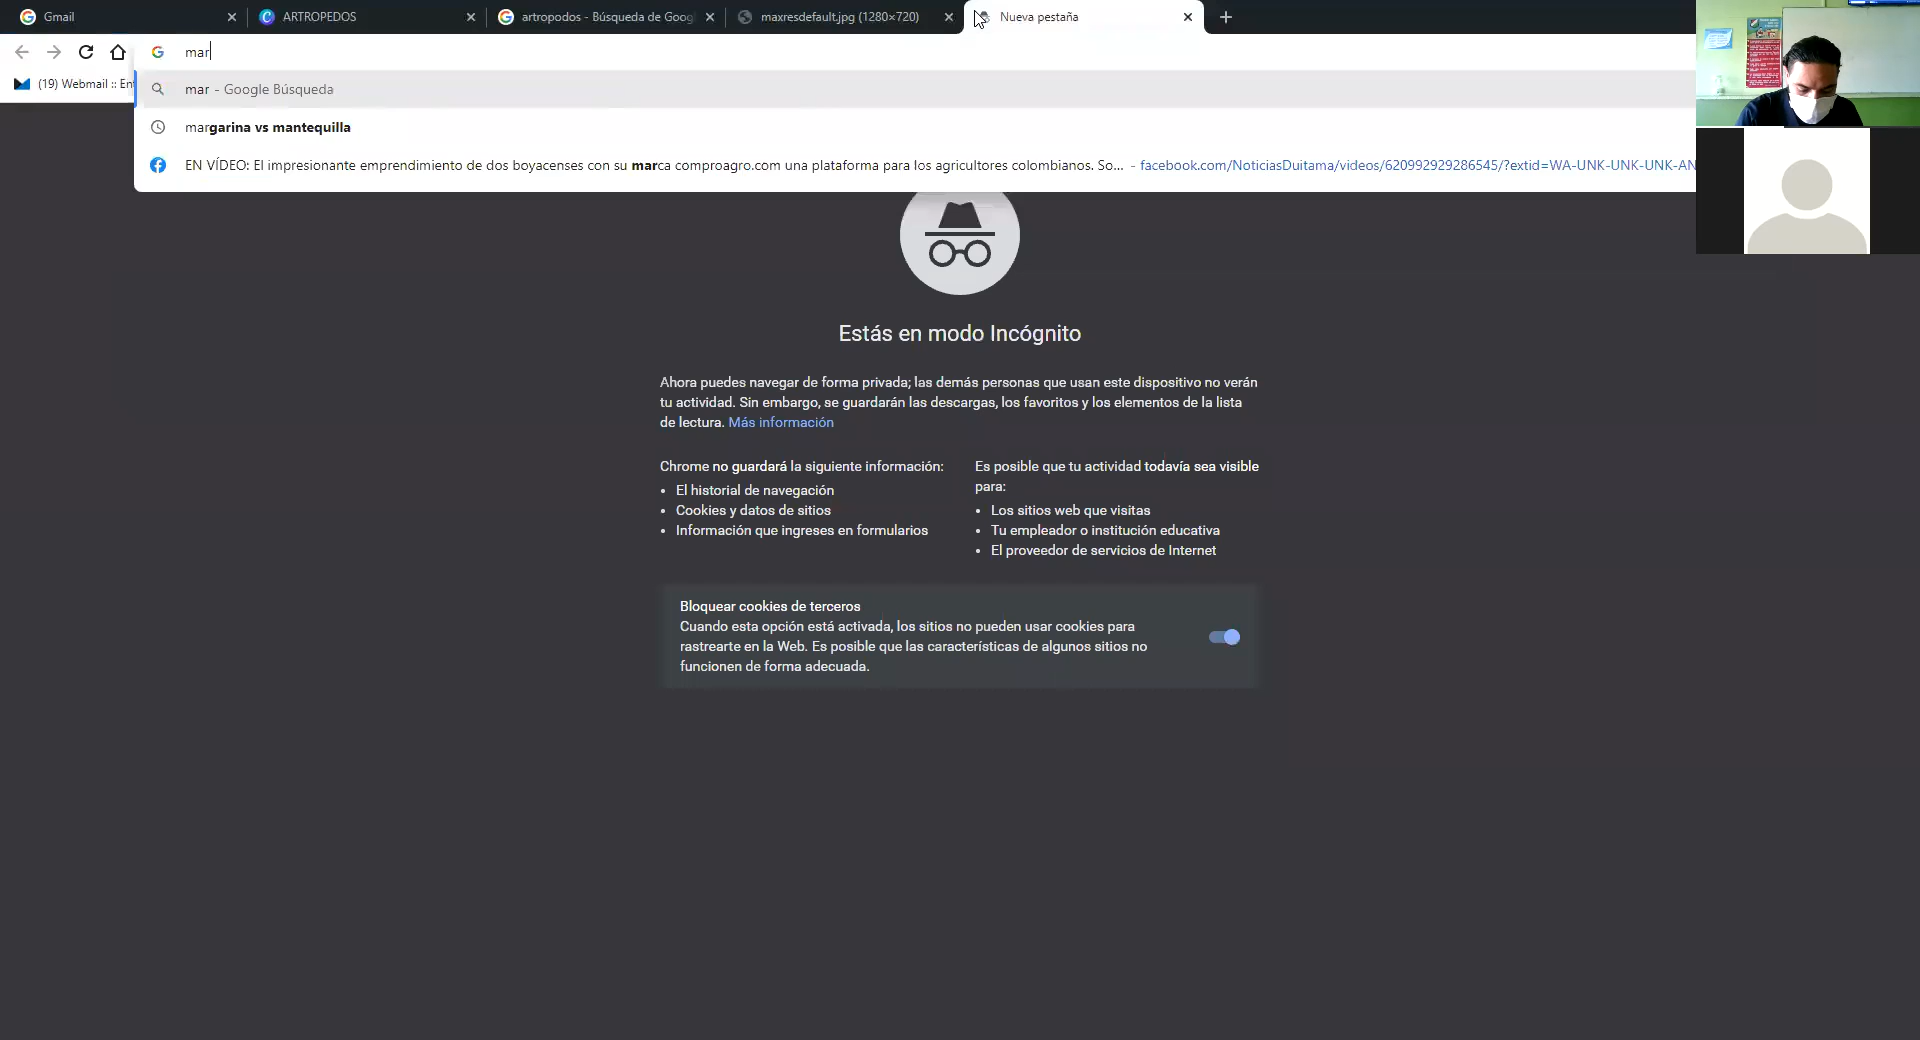 Gmail
ARTROPEDOS
artropodos - Búsqueda de Goog
maxresdefault.jpg (1280×720)
Nueva pestaña
mar
(19) Webmail :: Ent
mar - Google Búsqueda
margarina vs mantequilla
EN VÍDEO: El impresionante emprendimiento de dos boyacenses con su marca comproagro.com una plataforma para los agricultores colombianos. So... - facebook.com/NoticiasDuitama/videos/620992929286545/?extid=WA-UNK-UNK-UNK-AN
Estás en modo Incógnito
Ahora puedes navegar de forma privada; las demás personas que usan este dispositivo no verán
tu actividad. Sin embargo, se guardarán las descargas, los favoritos y los elementos de la lista
de lectura. Más información
Chrome no guardará la siguiente información:
El historial de navegación
Cookies y datos de sitios
Información que ingreses en formularios
Es posible que tu actividad todavía sea visible
para:
Los sitios web que visitas
Tu empleador o institución educativa
El proveedor de servicios de Internet
Bloquear cookies de terceros
Cuando esta opción está activada, los sitios no pueden usar cookies para
rastrearte en la Web. Es posible que las características de algunos sitios no
funcionen de forma adecuada.